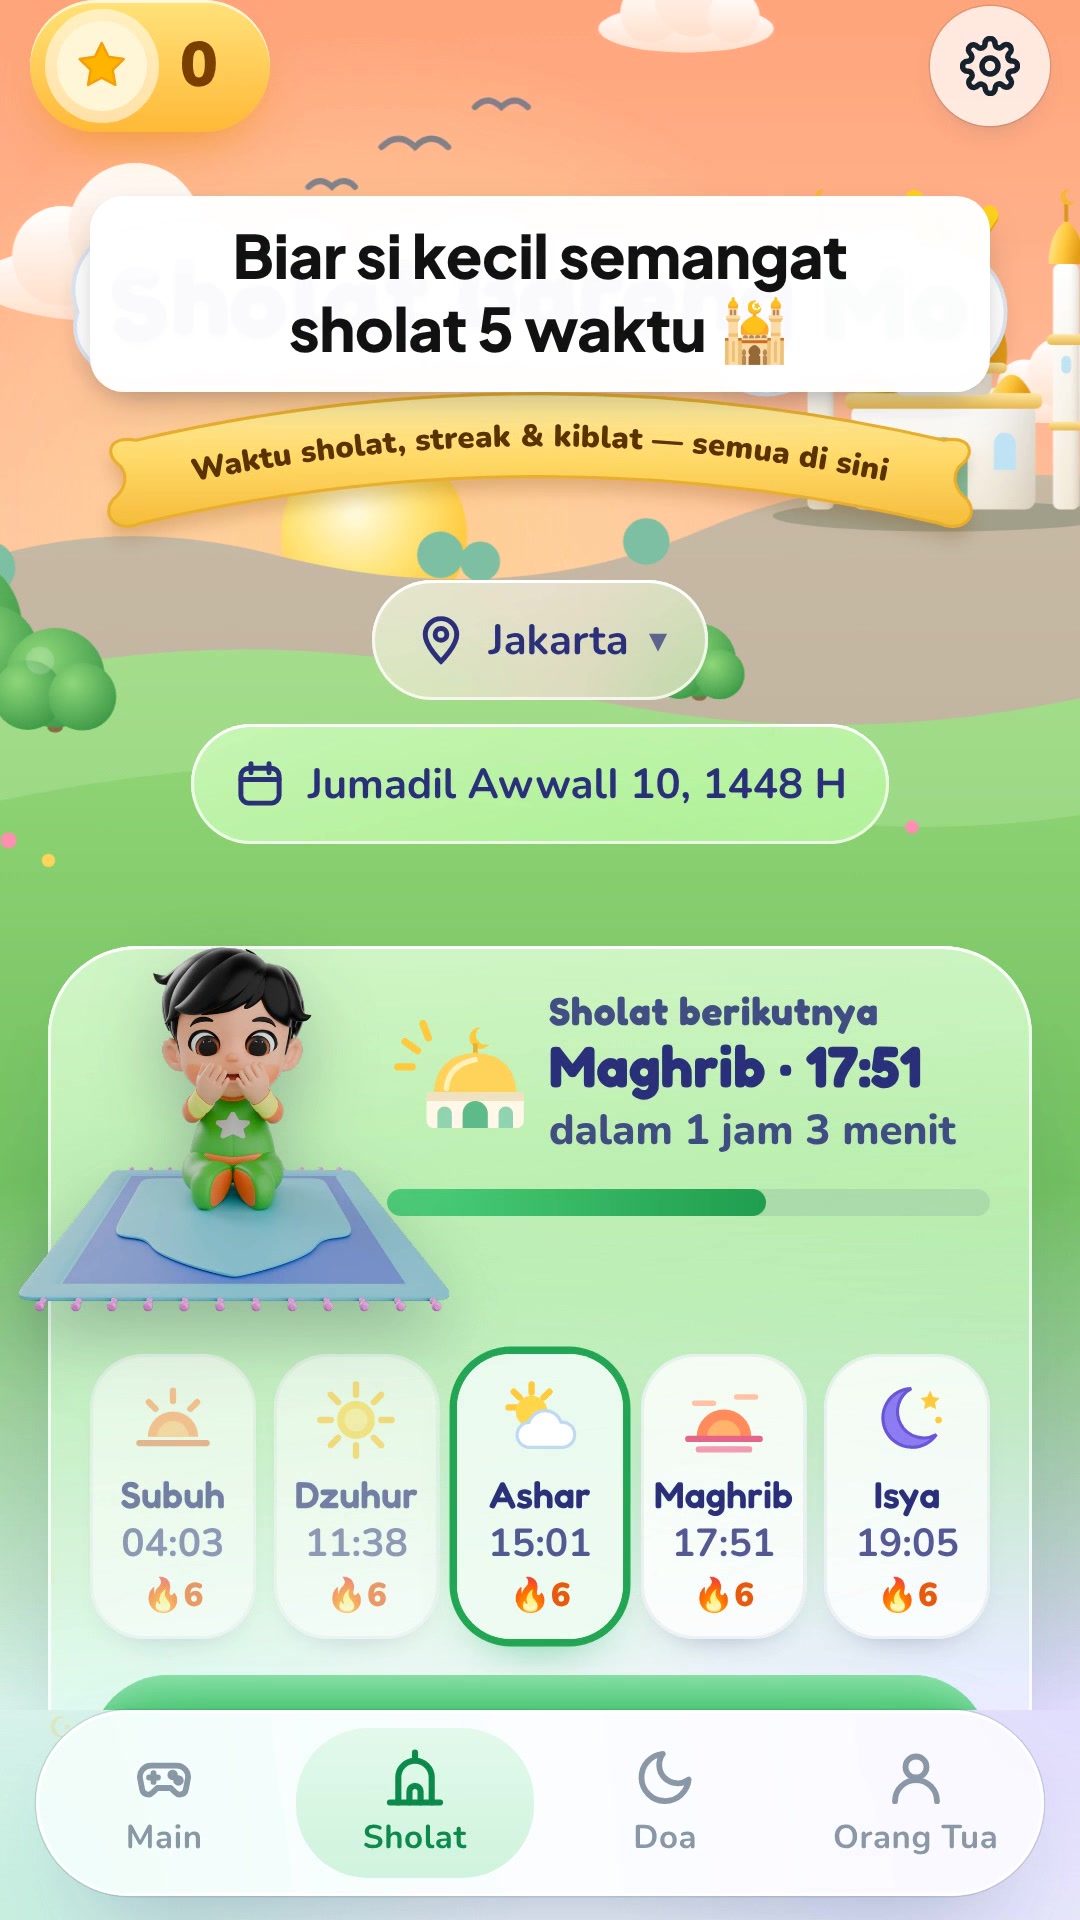 0
Biar si kecil semangat
sholat 5 waktu 🕌
Waktu sholat, streak & kiblat — semua di sini
Jakarta ▼
Jumadil Awwall 10, 1448 H
Sholat berikutnya
Maghrib · 17:51
dalam 1 jam 3 menit
Subuh Dzuhur Ashar Maghrib Isya
04:03 11:38 15:01 17:51 19:05
🔥6 🔥6 🔥6 🔥6 🔥6
Main Sholat Doa Orang Tua